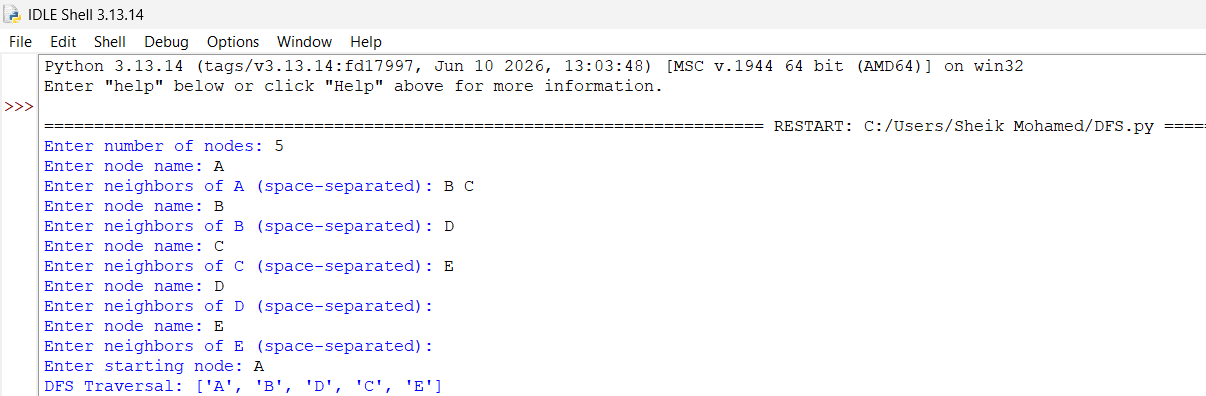 IDLE Shell 3.13.14
File Edit Shell Debug Options Window Help
Python 3.13.14 (tags/v3.13.14:fd17997, Jun 10 2026, 13:03:48) [MSC v.1944 64 bit (AMD64)] on win32
Enter "help" below or click "Help" above for more information.
>>>
======================================================================== RESTART: C:/Users/Sheik Mohamed/DFS.py =====
Enter number of nodes: 5
Enter node name: A
Enter neighbors of A (space-separated): B C
Enter node name: B
Enter neighbors of B (space-separated): D
Enter node name: C
Enter neighbors of C (space-separated): E
Enter node name: D
Enter neighbors of D (space-separated):
Enter node name: E
Enter neighbors of E (space-separated):
Enter starting node: A
DFS Traversal: ['A', 'B', 'D', 'C', 'E']